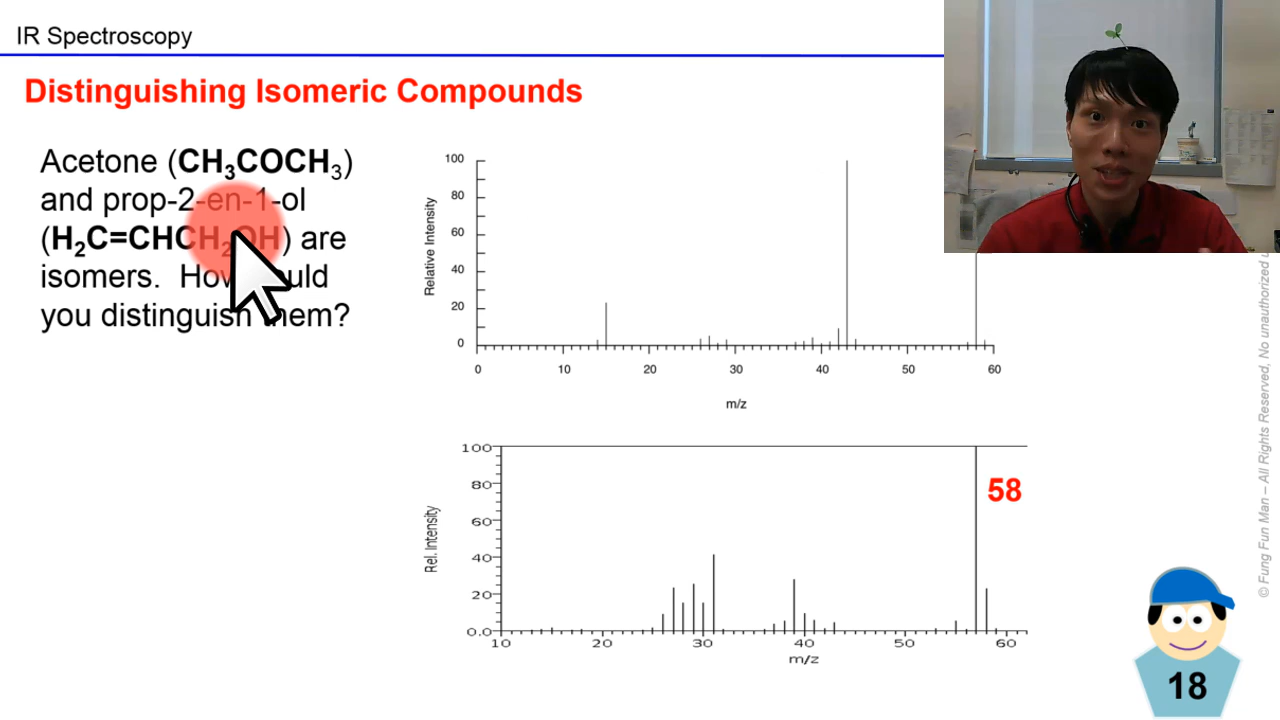 IR Spectroscopy
Distinguishing Isomeric Compounds
Acetone (CH₃COCH₃)
and prop-2-en-1-ol
(H₂C=CHCH₂OH) are
isomers. How would
you distinguish them?
100
80
60
40
20
0
Relative Intensity
0 10 20 30 40 50 60
m/z
100
80
60
40
20
0.0
Rel. Intensity
58
10 20 30 40 50 60
m/z
18
© Fung Fun Man – All Rights Reserved, No unauthorized